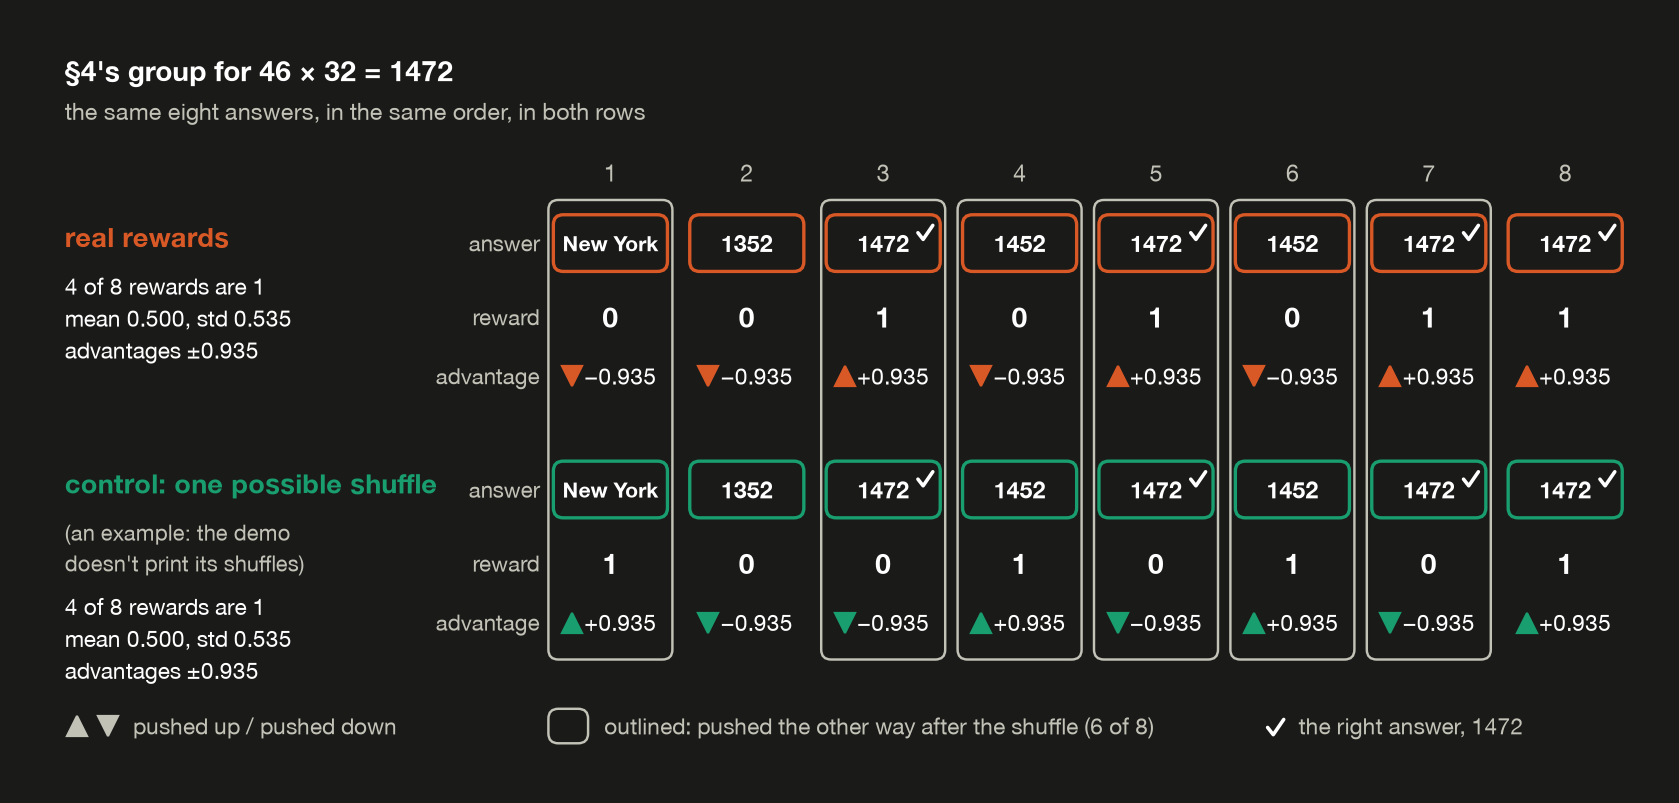 §4's group for 46 × 32 = 1472
the same eight answers, in the same order, in both rows
1 2 3 4 5 6 7 8
real rewards
4 of 8 rewards are 1
mean 0.500, std 0.535
advantages ±0.935
answer New York 1352 1472 ✓ 1452 1472 ✓ 1452 1472 ✓ 1472 ✓
reward 0 0 1 0 1 0 1 1
advantage ▼−0.935 ▼−0.935 ▲+0.935 ▼−0.935 ▲+0.935 ▼−0.935 ▲+0.935 ▲+0.935
control: one possible shuffle
(an example: the demo
doesn't print its shuffles)
4 of 8 rewards are 1
mean 0.500, std 0.535
advantages ±0.935
answer New York 1352 1472 ✓ 1452 1472 ✓ 1452 1472 ✓ 1472 ✓
reward 1 0 0 1 0 1 0 1
advantage ▲+0.935 ▼−0.935 ▼−0.935 ▲+0.935 ▼−0.935 ▲+0.935 ▼−0.935 ▲+0.935
▲▼ pushed up / pushed down
outlined: pushed the other way after the shuffle (6 of 8)
✓ the right answer, 1472